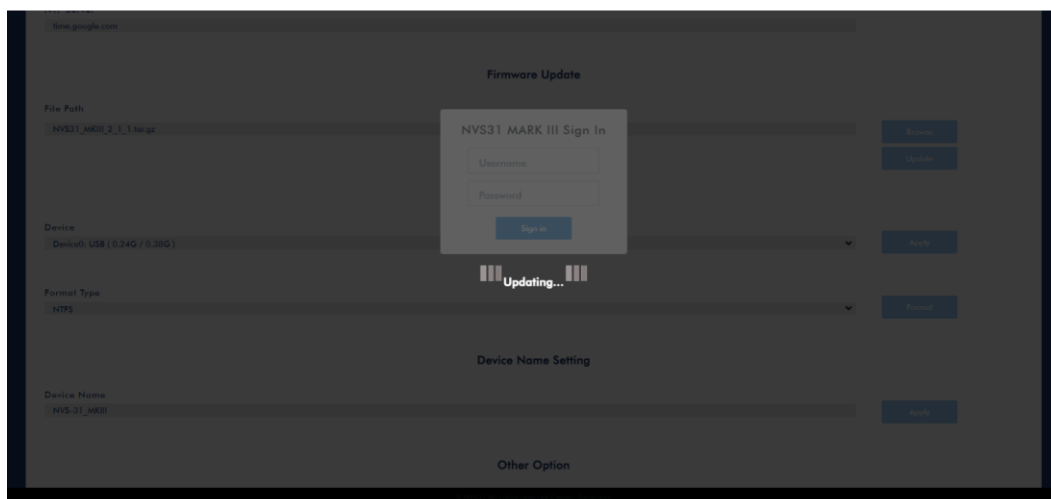 time.google.com
Firmware Update
File Path
NVS31_MKIII_2_1_1.tar.gz
Browse
Update
NVS31 MARK III Sign In
Username
Password
Sign in
Device
Device0: USB ( 0.24G / 0.38G )
Apply
Updating...
Format Type
NTFS
Format
Device Name Setting
Device Name
NVS-31_MKIII
Apply
Other Option